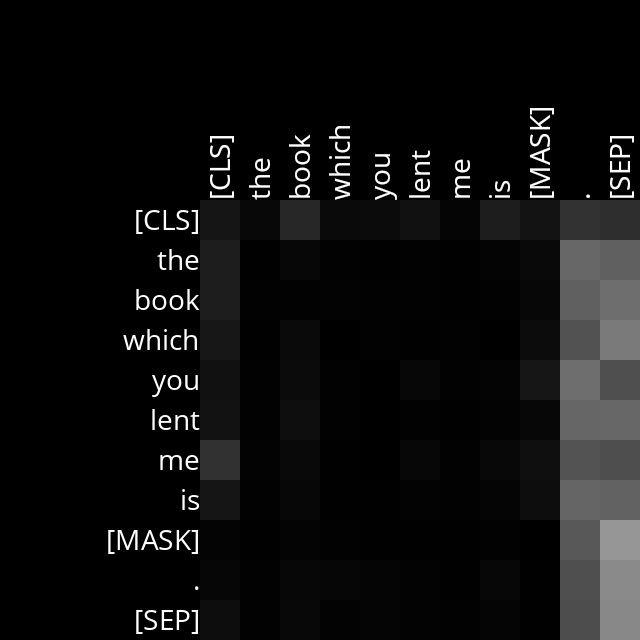 [CLS] the book which you lent me is [MASK] . [SEP]
[CLS]
the
book
which
you
lent
me
is
[MASK]
.
[SEP]